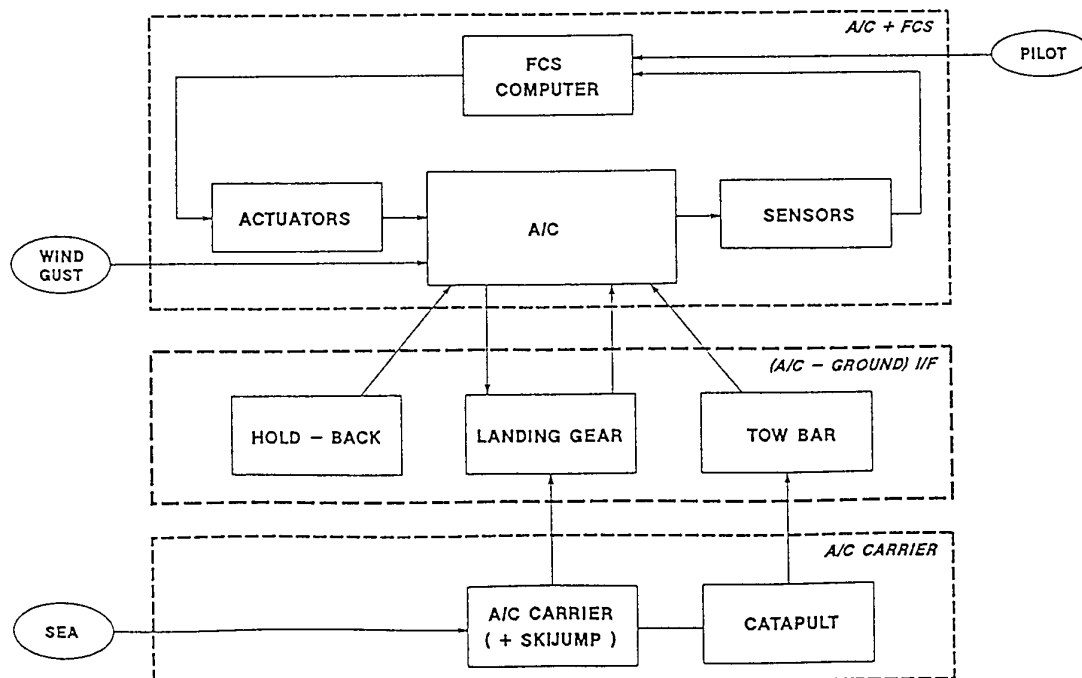 A/C + FCS
FCS
COMPUTER
PILOT
ACTUATORS
A/C
SENSORS
WIND
GUST
(A/C – GROUND) I/F
HOLD – BACK
LANDING GEAR
TOW BAR
A/C CARRIER
SEA
A/C CARRIER
( + SKIJUMP )
CATAPULT